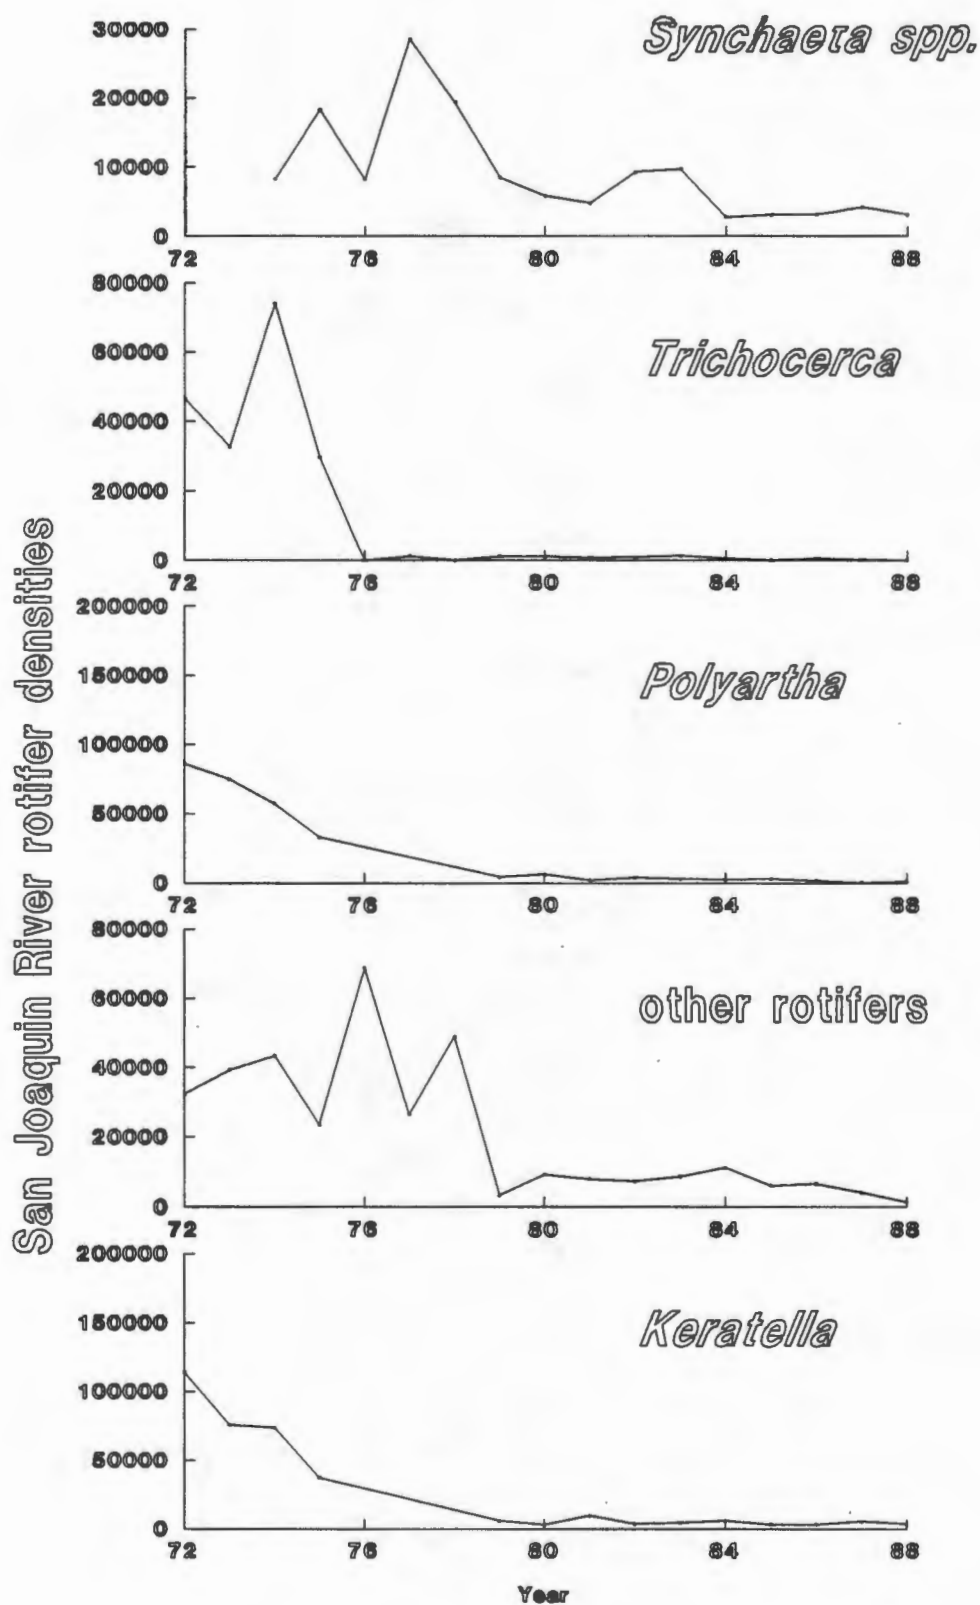 Synchaeta spp.
30000
20000
10000
0
72 76 80 84 88
Trichocerca
80000
60000
40000
20000
0
72 76 80 84 88
Polyartha
200000
150000
100000
50000
0
72 76 80 84 88
other rotifers
80000
60000
40000
20000
0
72 76 80 84 88
Keratella
200000
150000
100000
50000
0
72 76 80 84 88
Year
San Joaquin River rotifer densities